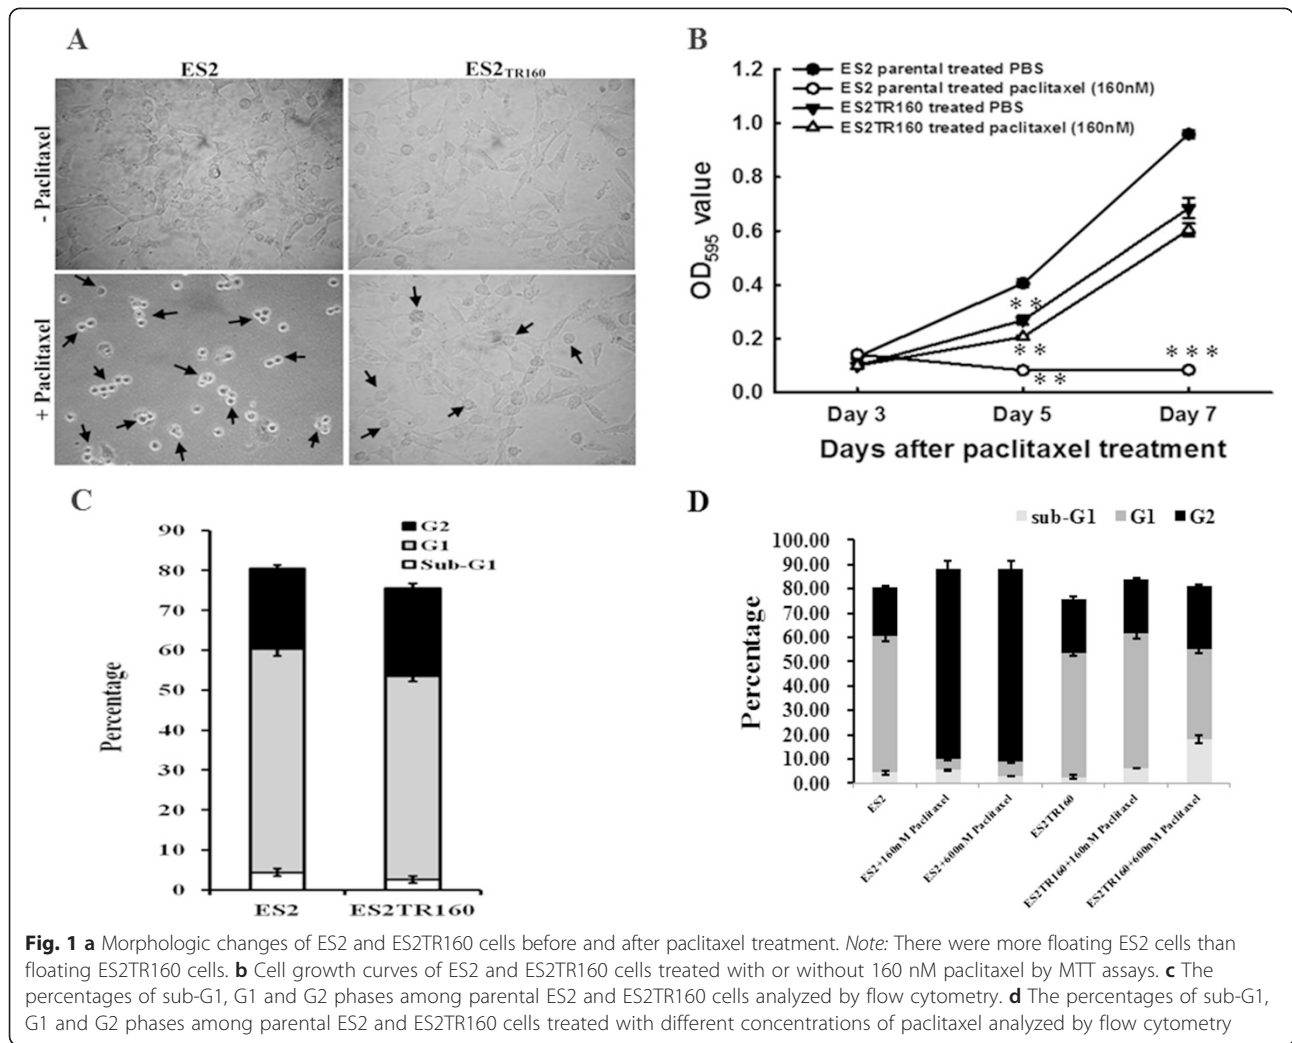 A
ES2
ES2TR160
- Paclitaxel
+ Paclitaxel
B
ES2 parental treated PBS
ES2 parental treated paclitaxel (160nM)
ES2TR160 treated PBS
ES2TR160 treated paclitaxel (160nM)
1.2
1.0
0.8
0.6
0.4
0.2
0.0
OD595 value
**
**
**
***
Day 3 Day 5 Day 7
Days after paclitaxel treatment
C
G2
G1
Sub-G1
90
80
70
60
50
40
30
20
10
0
Percentage
ES2 ES2TR160
D
sub-G1 G1 G2
100.00
90.00
80.00
70.00
60.00
50.00
40.00
30.00
20.00
10.00
0.00
Percentage
ES2
ES2+160nM Paclitaxel
ES2+600nM Paclitaxel
ES2TR160
ES2TR160+160nM Paclitaxel
ES2TR160+600nM Paclitaxel
Fig. 1 a Morphologic changes of ES2 and ES2TR160 cells before and after paclitaxel treatment. Note: There were more floating ES2 cells than
floating ES2TR160 cells. b Cell growth curves of ES2 and ES2TR160 cells treated with or without 160 nM paclitaxel by MTT assays. c The
percentages of sub-G1, G1 and G2 phases among parental ES2 and ES2TR160 cells analyzed by flow cytometry. d The percentages of sub-G1,
G1 and G2 phases among parental ES2 and ES2TR160 cells treated with different concentrations of paclitaxel analyzed by flow cytometry